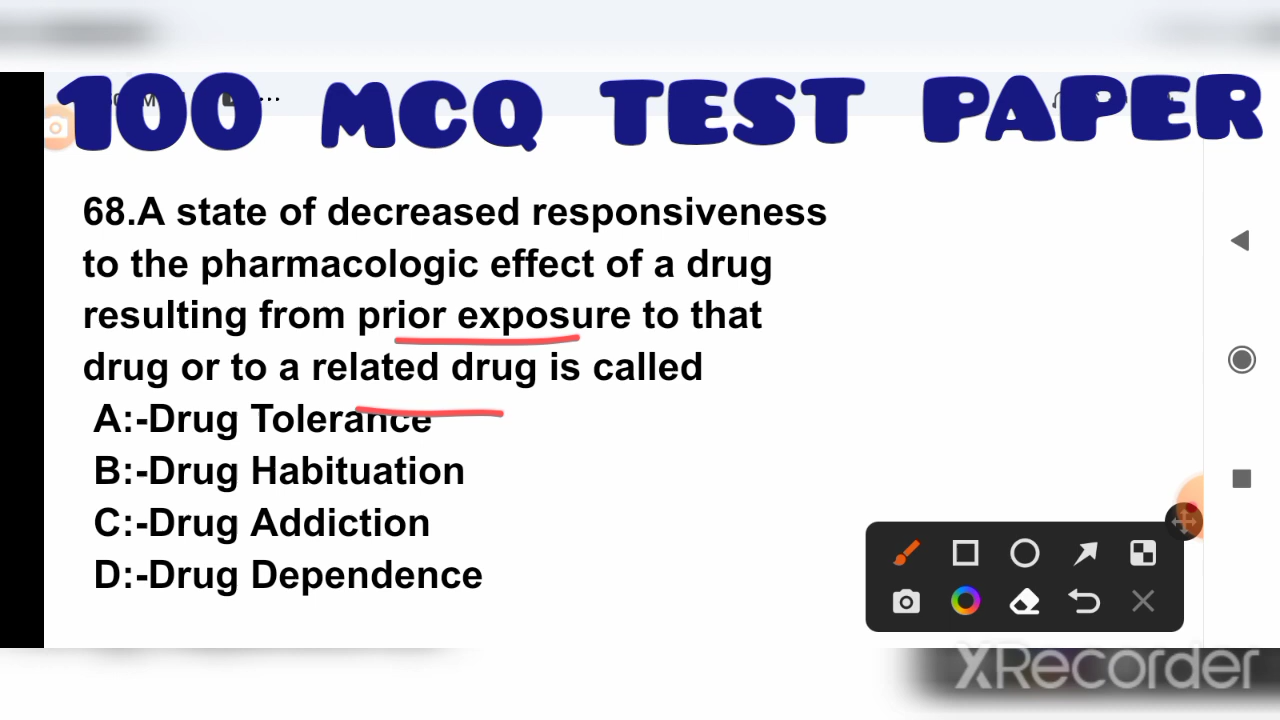 100 MCQ TEST PAPER
68.A state of decreased responsiveness
to the pharmacologic effect of a drug
resulting from prior exposure to that
drug or to a related drug is called
A:-Drug Tolerance
B:-Drug Habituation
C:-Drug Addiction
D:-Drug Dependence
XRecorder